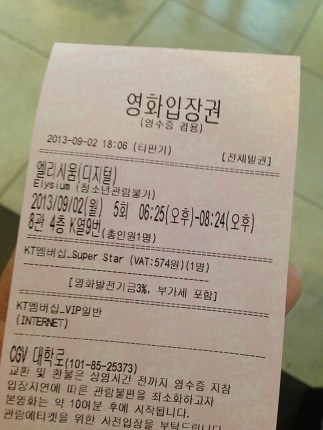 영화입장권
(영수증 겸용)
2013-09-02 18:06 (티판기) [전체발권]
엘리시움(디지털)
Elysium (청소년관람불가)
2013/09/02(월) 5회 06:25(오후)-08:24(오후)
8관 4층 K열9번(총인원1명)
KT멤버십_Super Star (VAT:574원)(1명)
[영화발전기금3%, 부가세 포함]
KT멤버십_VIP일반
(INTERNET)
CGV 대학로(101-85-25373)
교환 및 환불은 상영시간 전까지 영수증 지참
입장지연에 따른 관람불편을 최소화하고자
본영화는 약 10여분 후에 시작됩니다.
관람에티켓을 위한 사전입장을 부탁드립니다